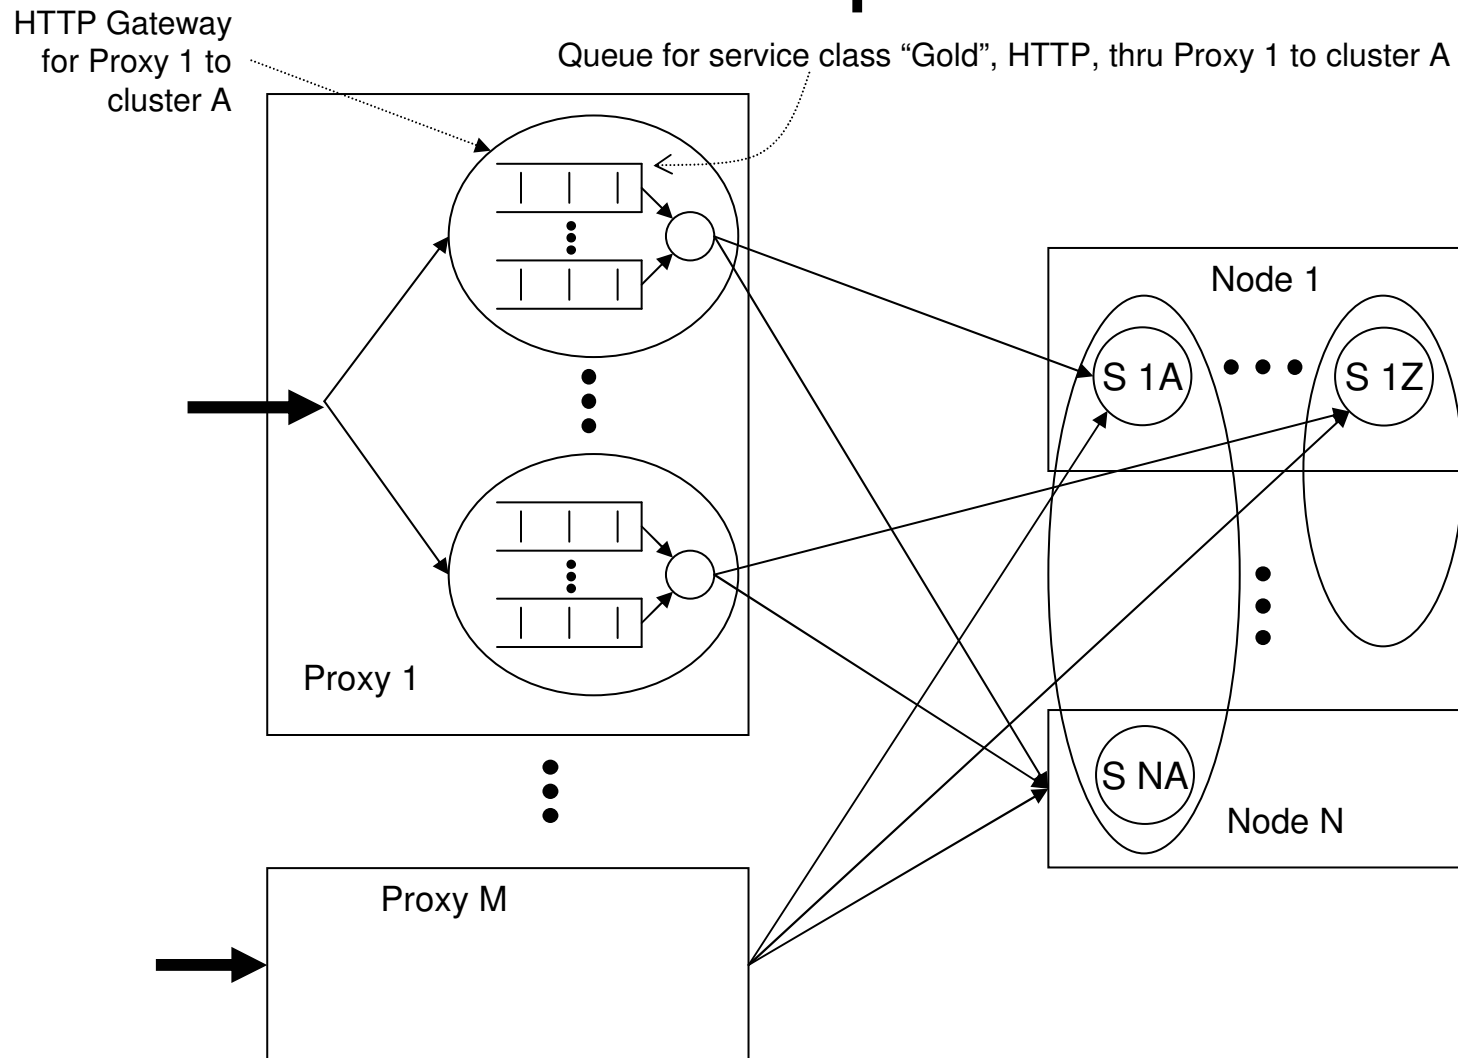 HTTP Gateway
for Proxy 1 to
cluster A
Queue for service class “Gold”, HTTP, thru Proxy 1 to cluster A
Node 1
S 1A
S 1Z
Proxy 1
S NA
Node N
Proxy M